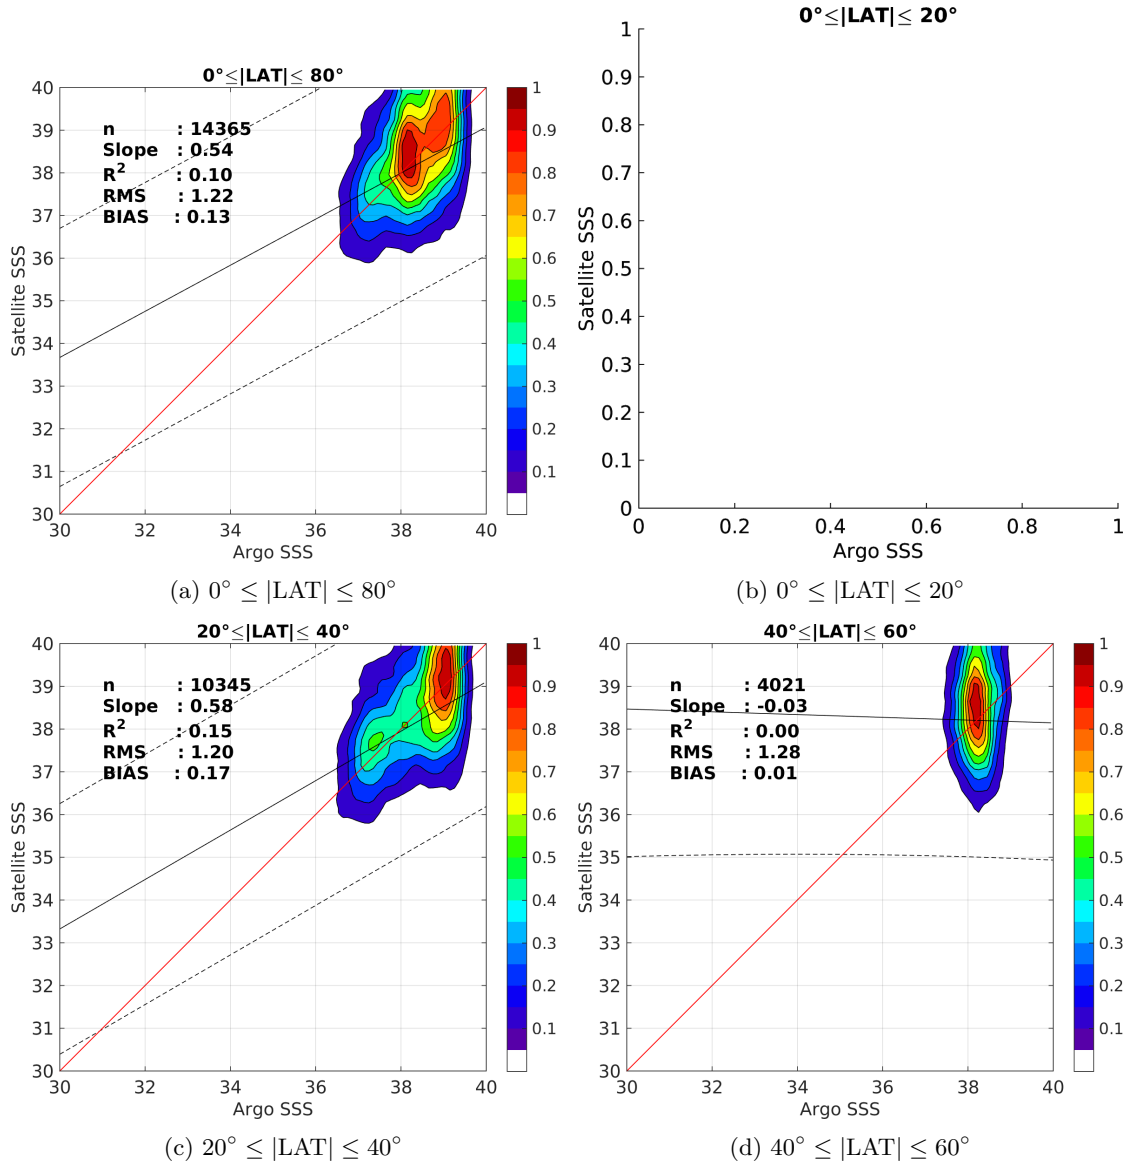 0°≤|LAT|≤ 80°
40
39
38
37
36
35
34
33
32
31
30
Satellite SSS
n : 14365
Slope : 0.54
R² : 0.10
RMS : 1.22
BIAS : 0.13
30 32 34 36 38 40
Argo SSS
1
0.9
0.8
0.7
0.6
0.5
0.4
0.3
0.2
0.1
(a) 0° ≤ |LAT| ≤ 80°
0°≤|LAT|≤ 20°
1
0.9
0.8
0.7
0.6
0.5
0.4
0.3
0.2
0.1
0
Satellite SSS
0 0.2 0.4 0.6 0.8 1
Argo SSS
(b) 0° ≤ |LAT| ≤ 20°
20°≤|LAT|≤ 40°
40
39
38
37
36
35
34
33
32
31
30
Satellite SSS
n : 10345
Slope : 0.58
R² : 0.15
RMS : 1.20
BIAS : 0.17
30 32 34 36 38 40
Argo SSS
1
0.9
0.8
0.7
0.6
0.5
0.4
0.3
0.2
0.1
(c) 20° ≤ |LAT| ≤ 40°
40°≤|LAT|≤ 60°
40
39
38
37
36
35
34
33
32
31
30
Satellite SSS
n : 4021
Slope : -0.03
R² : 0.00
RMS : 1.28
BIAS : 0.01
30 32 34 36 38 40
Argo SSS
1
0.9
0.8
0.7
0.6
0.5
0.4
0.3
0.2
0.1
(d) 40° ≤ |LAT| ≤ 60°